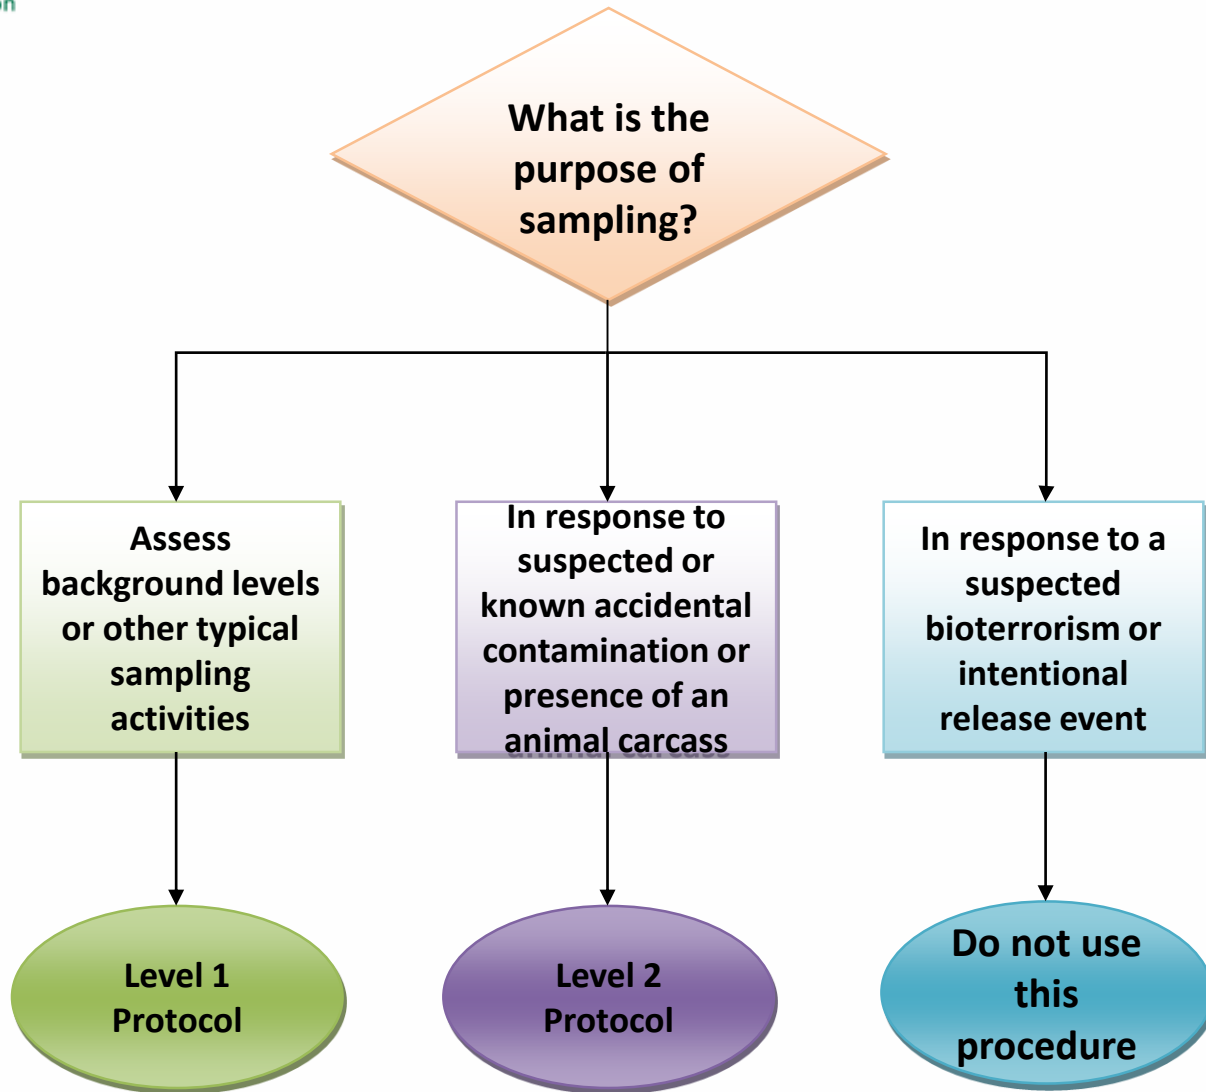 What is the
purpose of
sampling?
Assess
background levels
or other typical
sampling
activities
In response to
suspected or
known accidental
contamination or
presence of an
animal carcass
In response to a
suspected
bioterrorism or
intentional
release event
Level 1
Protocol
Level 2
Protocol
Do not use
this
procedure